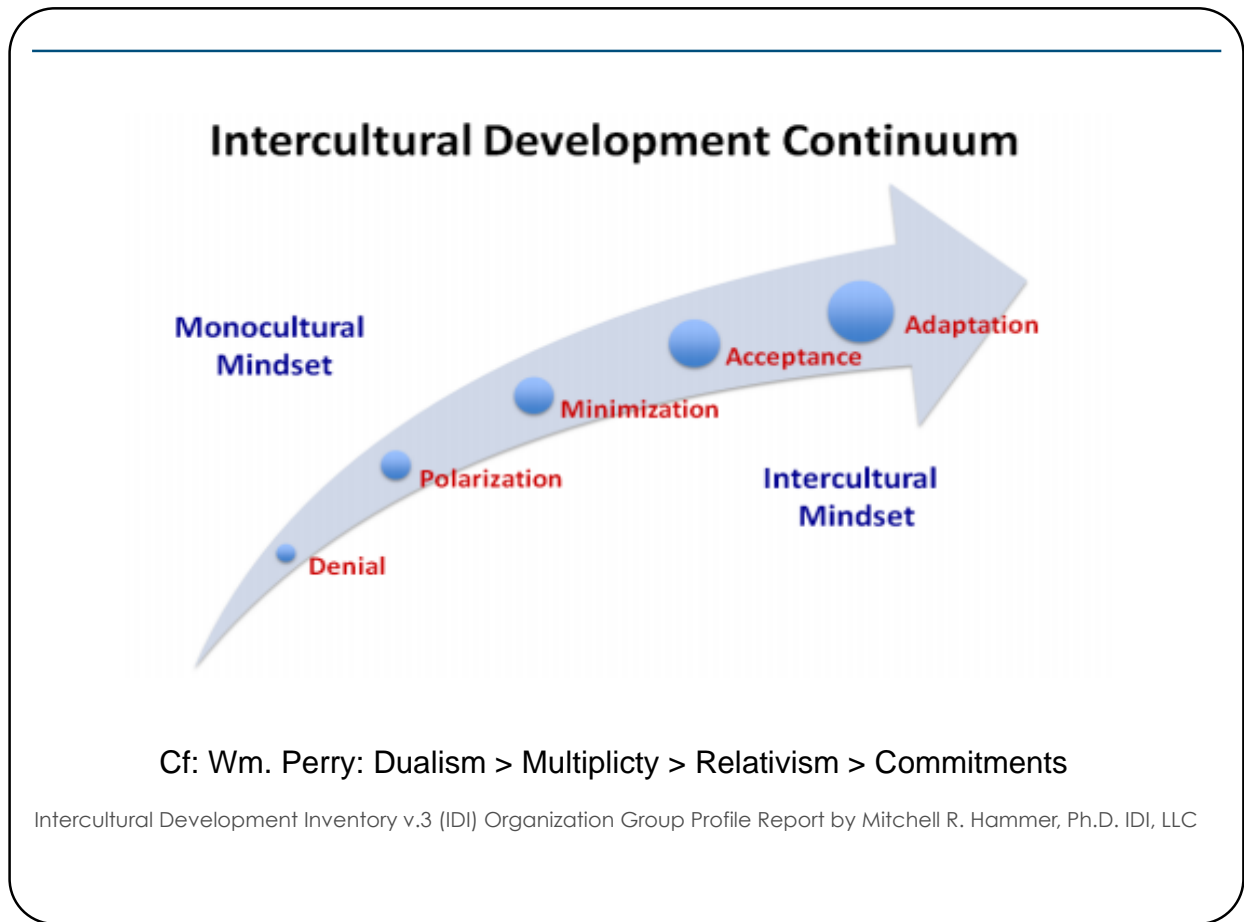 Intercultural Development Continuum
Monocultural
Mindset
Adaptation
Acceptance
Minimization
Polarization
Intercultural
Mindset
Denial
Cf: Wm. Perry: Dualism > Multiplicty > Relativism > Commitments
Intercultural Development Inventory v.3 (IDI) Organization Group Profile Report by Mitchell R. Hammer, Ph.D. IDI, LLC